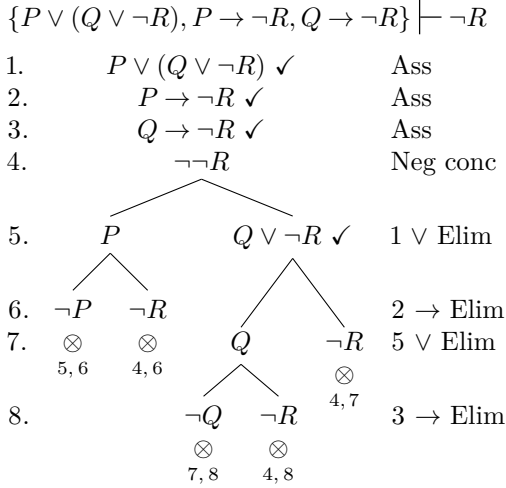 {P ∨ (Q ∨ ¬R), P → ¬R, Q → ¬R} ⊢ ¬R
1. P ∨ (Q ∨ ¬R) ✓ Ass
2. P → ¬R ✓ Ass
3. Q → ¬R ✓ Ass
4. ¬¬R Neg conc
5. P Q ∨ ¬R ✓ 1 ∨ Elim
6. ¬P ¬R 2 → Elim
7. ⊗ ⊗ Q ¬R 5 ∨ Elim
5, 6 4, 6 ⊗
4, 7
8. ¬Q ¬R 3 → Elim
⊗ ⊗
7, 8 4, 8